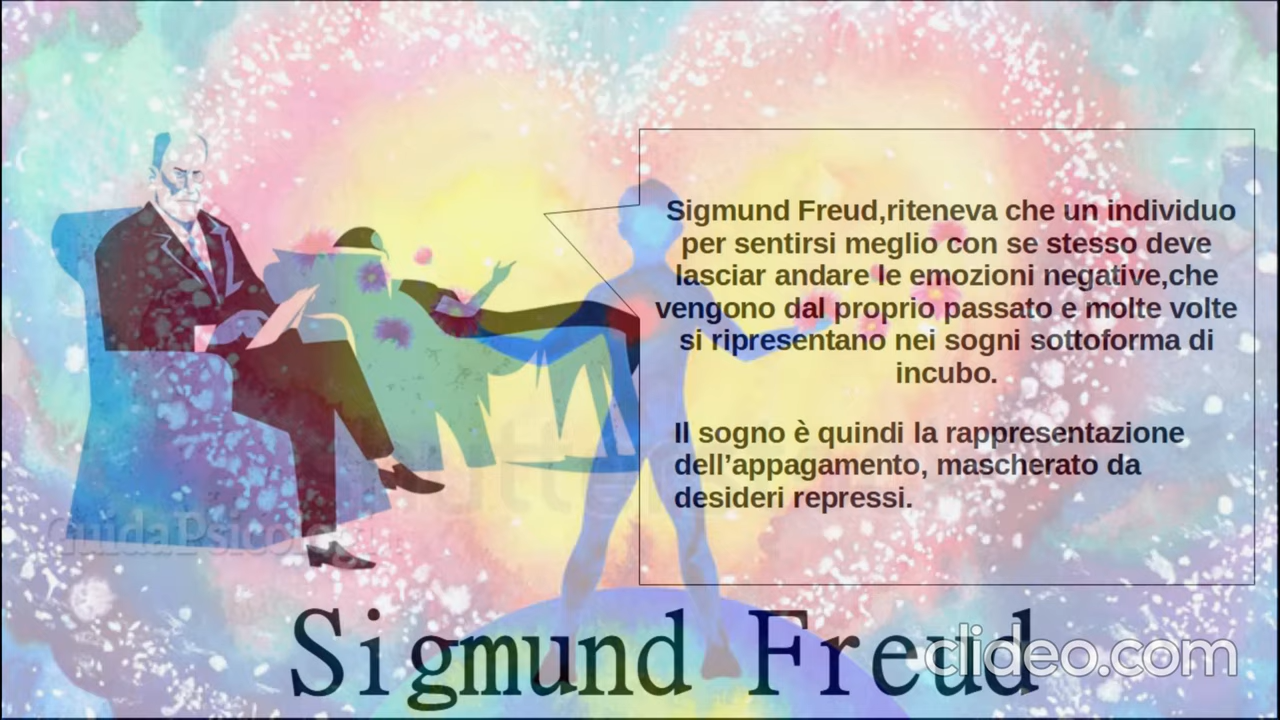 Sigmund Freud,riteneva che un individuo
per sentirsi meglio con se stesso deve
lasciar andare le emozioni negative,che
vengono dal proprio passato e molte volte
si ripresentano nei sogni sottoforma di
incubo.
Il sogno è quindi la rappresentazione
dell’appagamento, mascherato da
desideri repressi.
Sigmund Freud
clideo.com